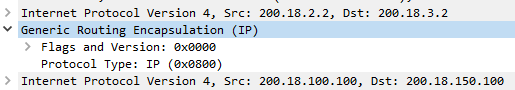 Internet Protocol Version 4, Src: 200.18.2.2, Dst: 200.18.3.2
Generic Routing Encapsulation (IP)
Flags and Version: 0x0000
Protocol Type: IP (0x0800)
Internet Protocol Version 4, Src: 200.18.100.100, Dst: 200.18.150.100